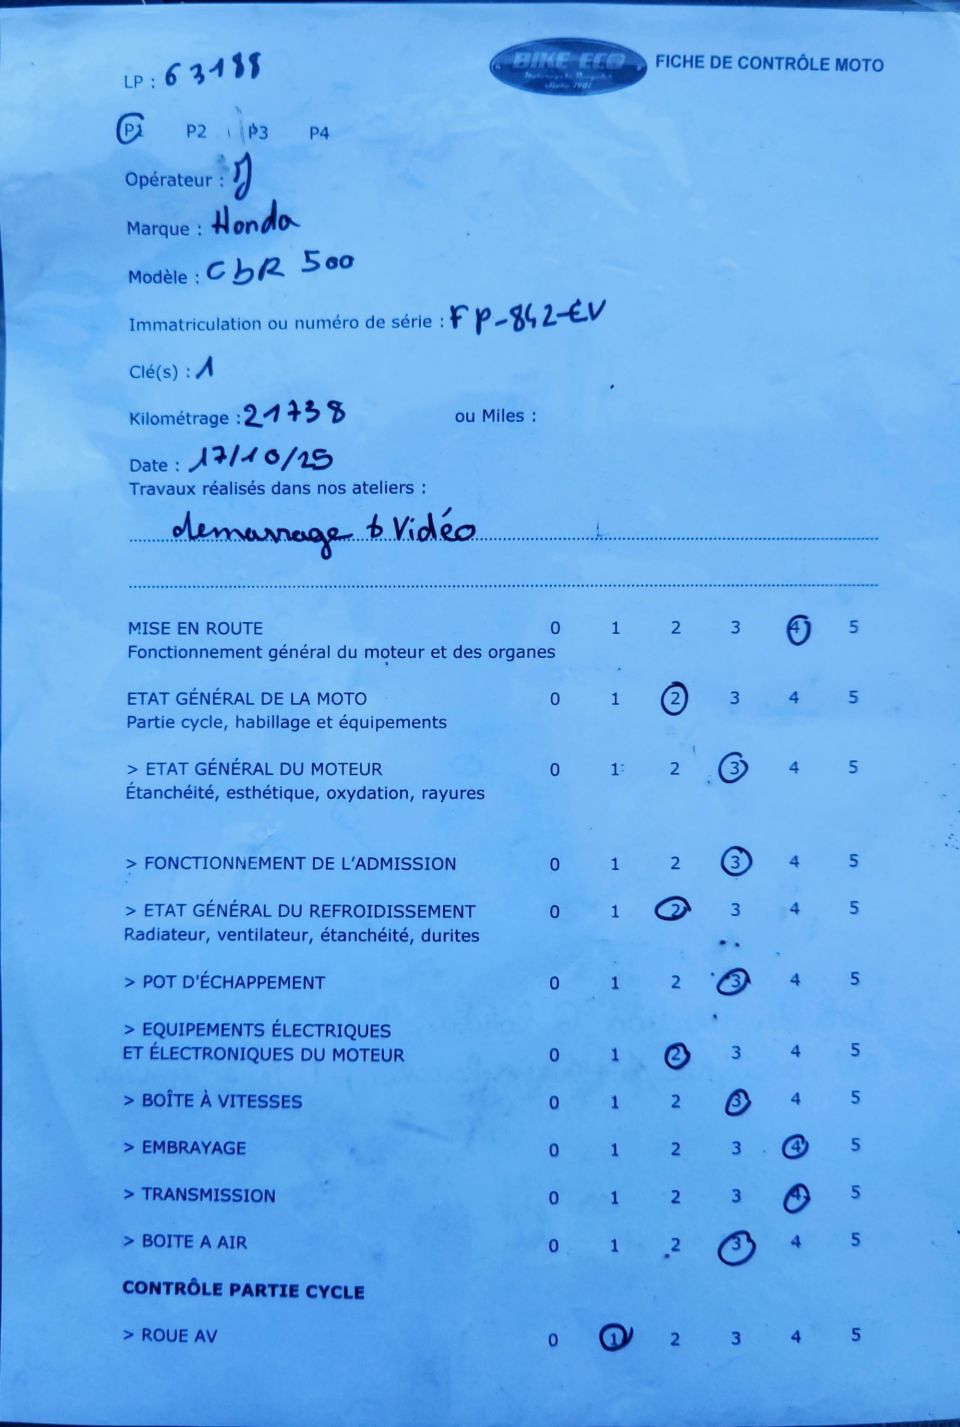 BIKE ECO
Motorcycle Recycler
Since 1981
FICHE DE CONTRÔLE MOTO
LP : 63188
P1 P2 P3 P4
Opérateur :
Marque : Honda
Modèle : CbR 500
Immatriculation ou numéro de série : FP-842-EV
Clé(s) : 1
Kilométrage : 21738 ou Miles :
Date : 17/10/25
Travaux réalisés dans nos ateliers :
demarrage + Vidéo
MISE EN ROUTE 0 1 2 3 4 5
Fonctionnement général du moteur et des organes
ETAT GÉNÉRAL DE LA MOTO 0 1 2 3 4 5
Partie cycle, habillage et équipements
> ETAT GÉNÉRAL DU MOTEUR 0 1 2 3 4 5
Étanchéité, esthétique, oxydation, rayures
> FONCTIONNEMENT DE L'ADMISSION 0 1 2 3 4 5
> ETAT GÉNÉRAL DU REFROIDISSEMENT 0 1 2 3 4 5
Radiateur, ventilateur, étanchéité, durites
> POT D'ÉCHAPPEMENT 0 1 2 3 4 5
> EQUIPEMENTS ÉLECTRIQUES
ET ÉLECTRONIQUES DU MOTEUR 0 1 2 3 4 5
> BOÎTE À VITESSES 0 1 2 3 4 5
> EMBRAYAGE 0 1 2 3 4 5
> TRANSMISSION 0 1 2 3 4 5
> BOITE A AIR 0 1 2 3 4 5
CONTRÔLE PARTIE CYCLE
> ROUE AV 0 1 2 3 4 5